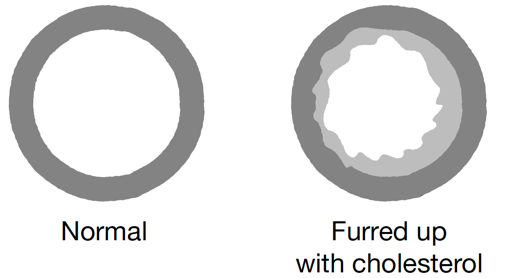 Normal
Furred up
with cholesterol